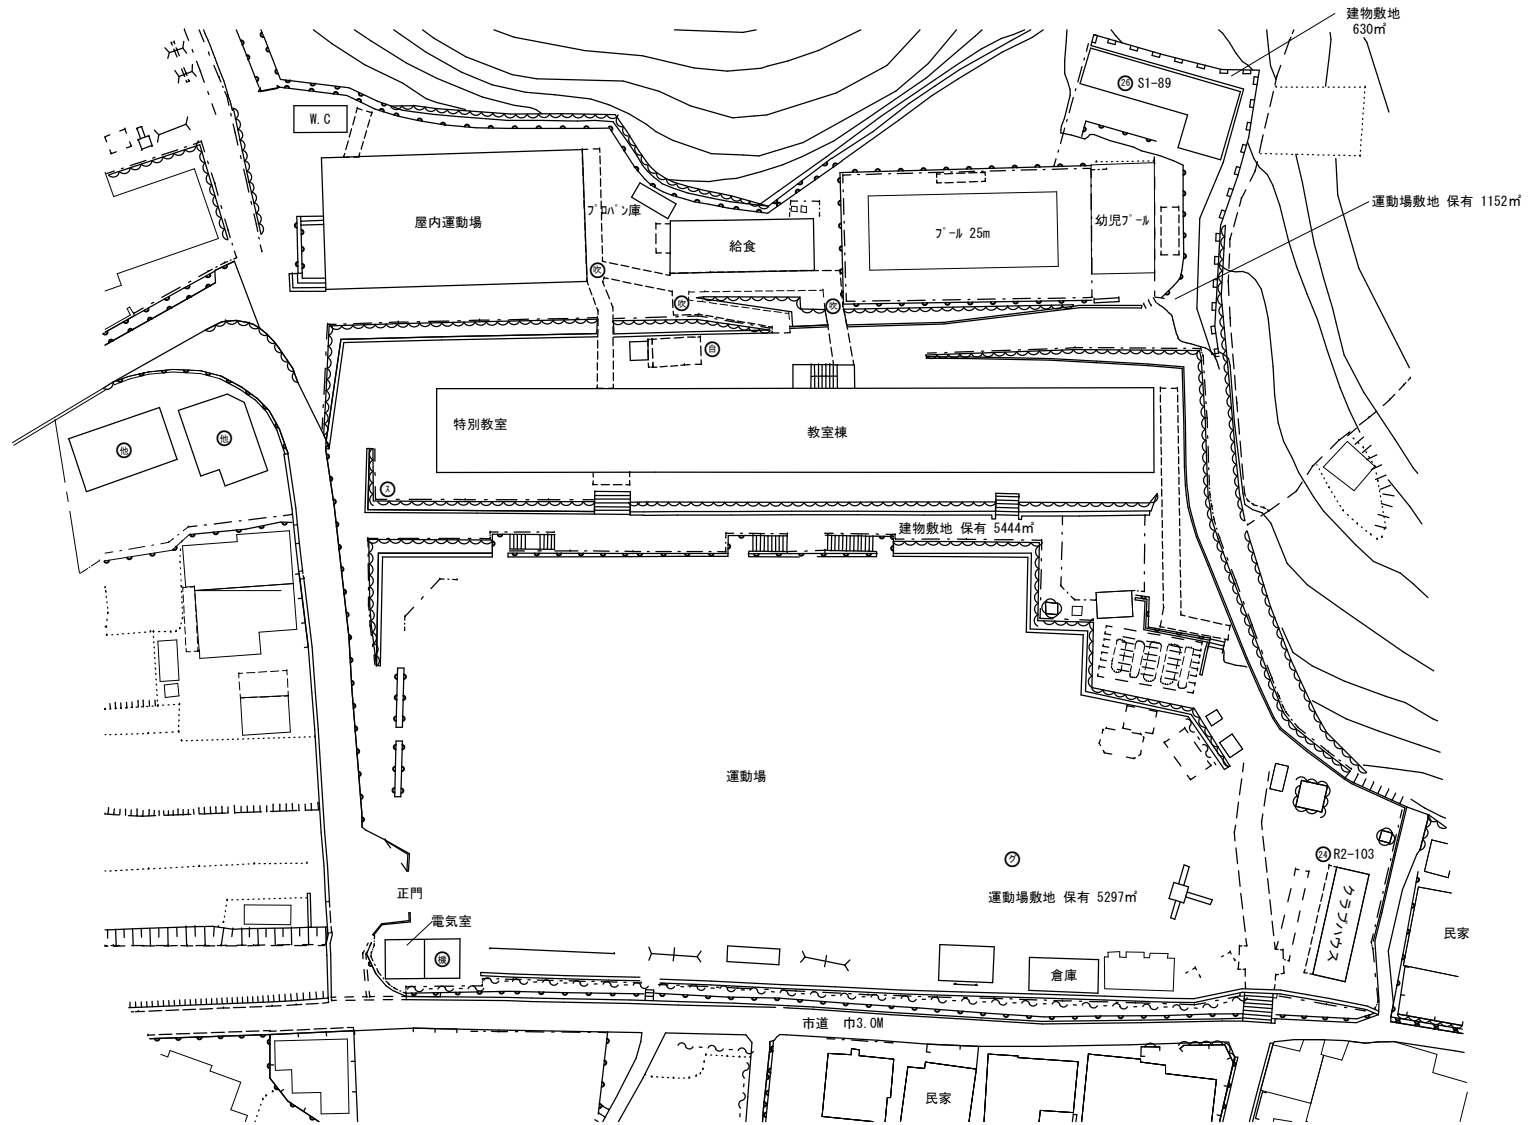 建物敷地
630㎡
㉖ S1-89
W.C
運動場敷地 保有 1152㎡
屋内運動場
ﾌﾟﾛﾊﾟﾝ庫
給食
ﾌﾟｰﾙ 25m
幼児ﾌﾟｰﾙ
吹
吹
吹
自
特別教室
教室棟
他
他
ｽ
建物敷地 保有 5444㎡
運動場
グ
㉔ R2-103
正門
運動場敷地 保有 5297㎡
クラブハウス
電気室
民家
倉庫
市道 巾3.0M
民家